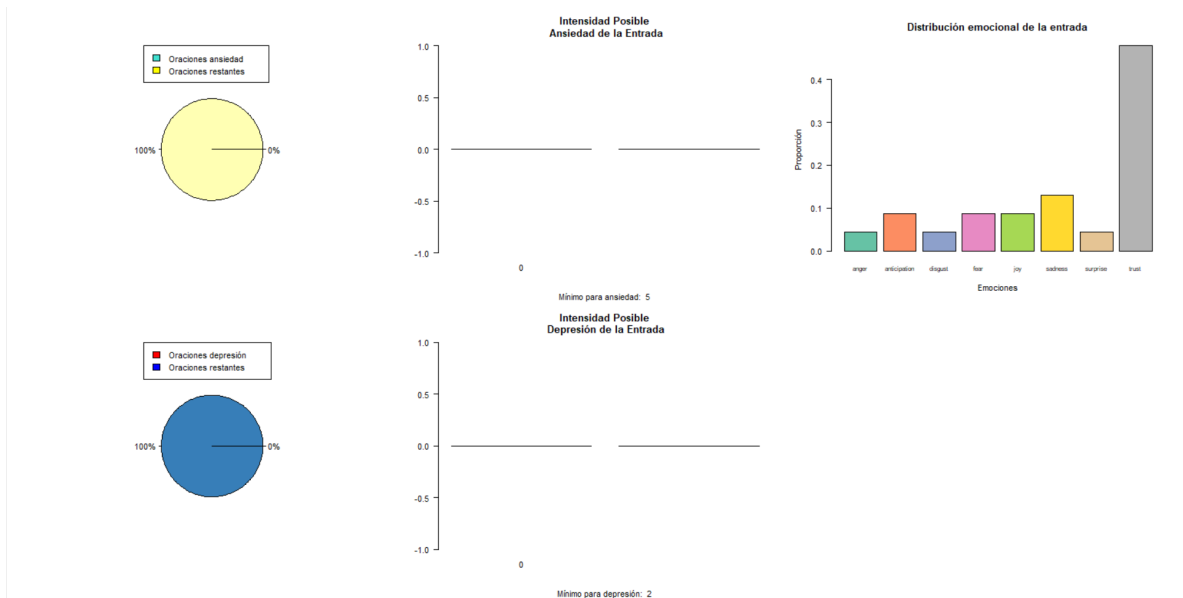 Oraciones ansiedad
Oraciones restantes
100%
0%
Intensidad Posible
Ansiedad de la Entrada
1.0
0.5
0.0
-0.5
-1.0
0
Mínimo para ansiedad: 5
Distribución emocional de la entrada
Proporción
0.4
0.3
0.2
0.1
0.0
anger anticipation disgust fear joy sadness surprise trust
Emociones
Oraciones depresión
Oraciones restantes
100%
0%
Intensidad Posible
Depresión de la Entrada
1.0
0.5
0.0
-0.5
-1.0
0
Mínimo para depresión: 2